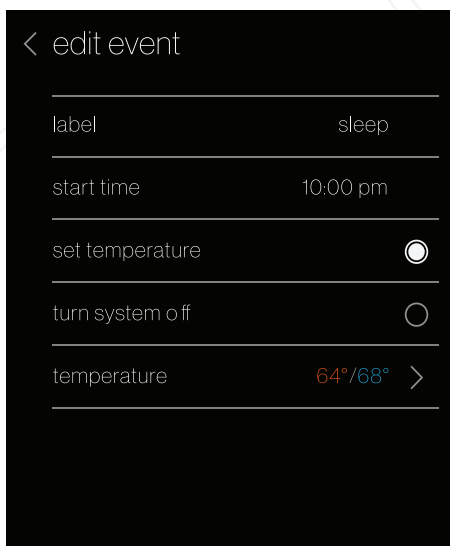 edit event
label sleep
start time 10:00 pm
set temperature
turn system off
temperature 64°/68°